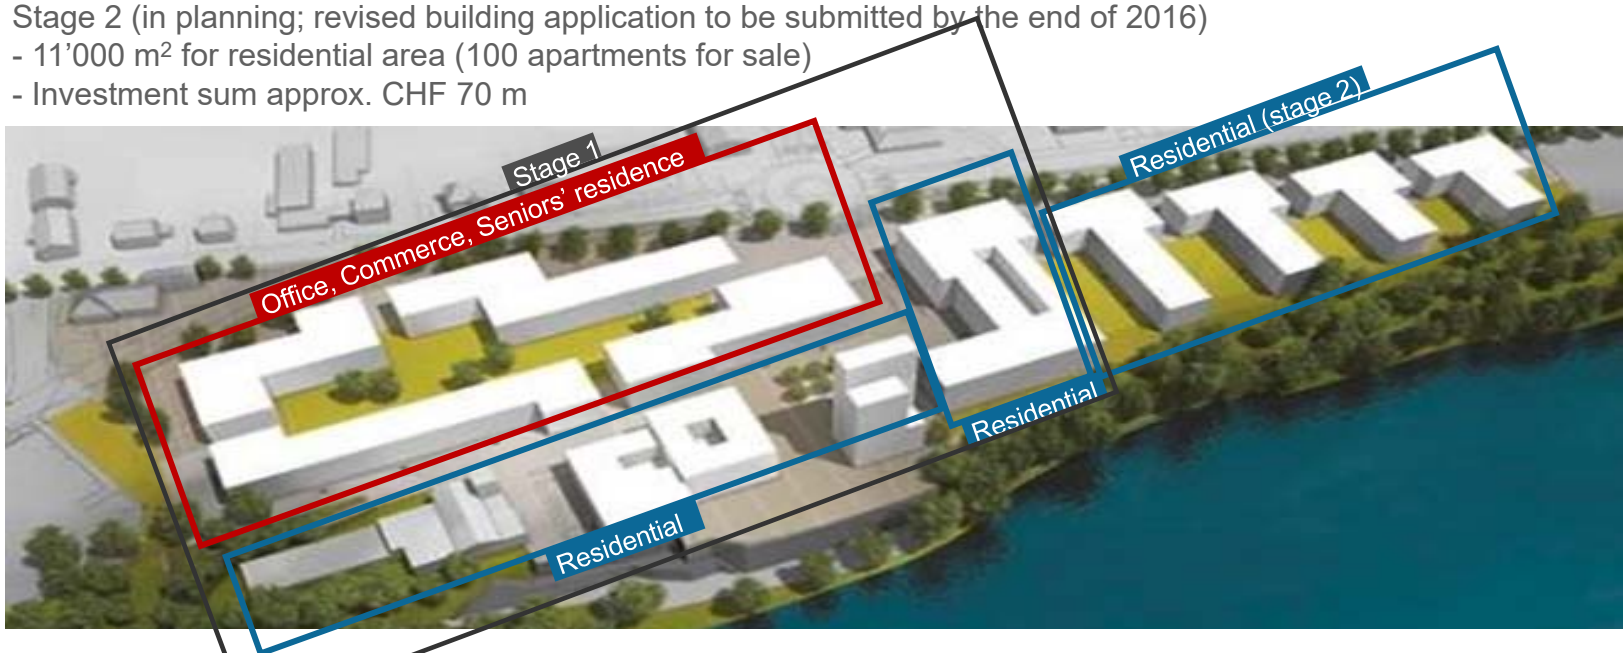 Stage 2 (in planning; revised building application to be submitted by the end of 2016)
- 11’000 m² for residential area (100 apartments for sale)
- Investment sum approx. CHF 70 m
Residential (stage 2)
Stage 1
Office, Commerce, Seniors’ residence
Residential
Residential